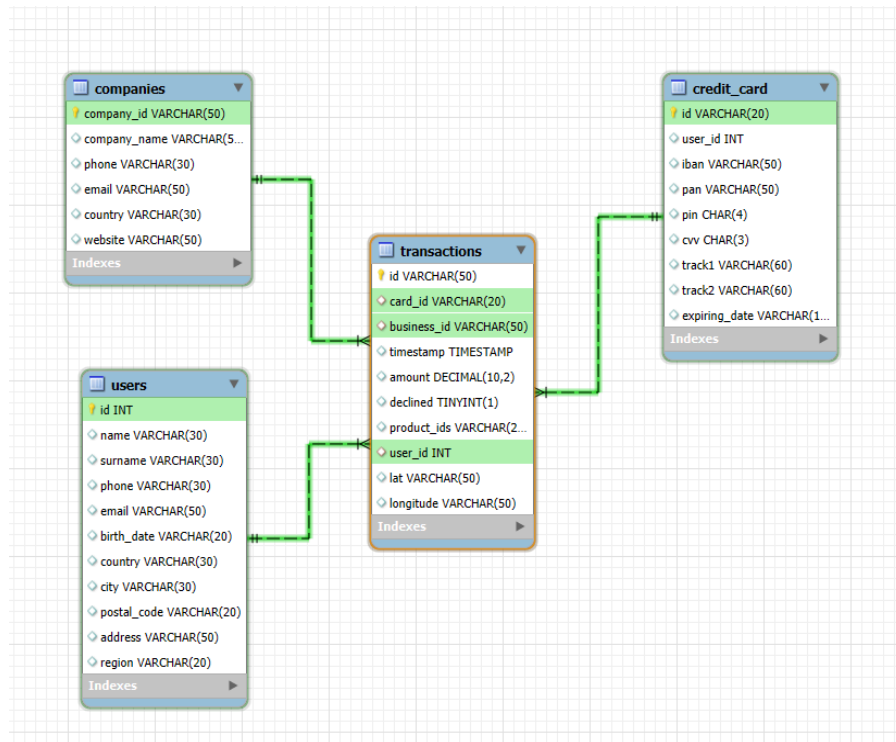 companies
company_id VARCHAR(50)
company_name VARCHAR(5...
phone VARCHAR(30)
email VARCHAR(50)
country VARCHAR(30)
website VARCHAR(50)
Indexes
credit_card
id VARCHAR(20)
user_id INT
iban VARCHAR(50)
pan VARCHAR(50)
pin CHAR(4)
cvv CHAR(3)
track1 VARCHAR(60)
track2 VARCHAR(60)
expiring_date VARCHAR(1...
Indexes
transactions
id VARCHAR(50)
card_id VARCHAR(20)
business_id VARCHAR(50)
timestamp TIMESTAMP
amount DECIMAL(10,2)
declined TINYINT(1)
product_ids VARCHAR(2...
user_id INT
lat VARCHAR(50)
longitude VARCHAR(50)
Indexes
users
id INT
name VARCHAR(30)
surname VARCHAR(30)
phone VARCHAR(30)
email VARCHAR(50)
birth_date VARCHAR(20)
country VARCHAR(30)
city VARCHAR(30)
postal_code VARCHAR(20)
address VARCHAR(50)
region VARCHAR(20)
Indexes